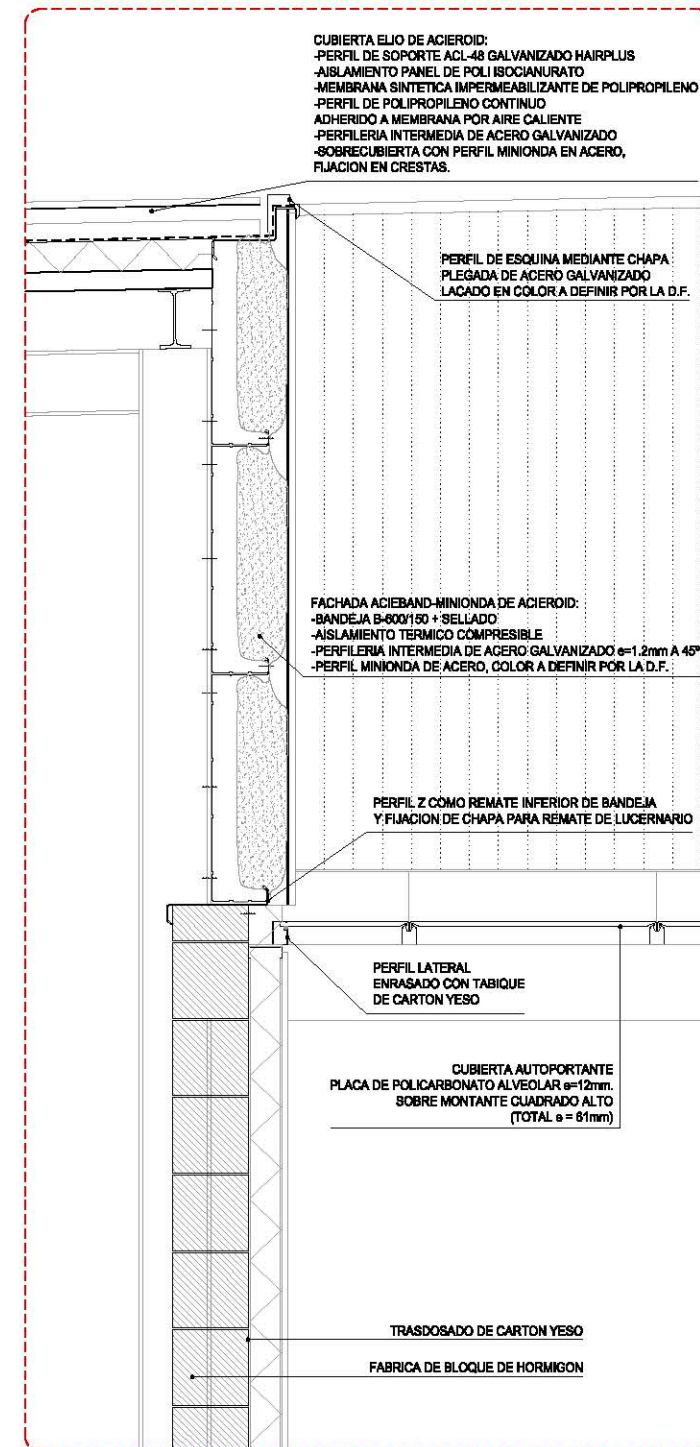 CUBIERTA ELIO DE ACIEROID:
-PERFIL DE SOPORTE ACL-48 GALVANIZADO HAIRPLUS
-AISLAMIENTO PANEL DE POLI ISOCIANURATO
-MEMBRANA SINTETICA IMPERMEABILIZANTE DE POLIPROPILENO
-PERFIL DE POLIPROPILENO CONTINUO
ADHERIDO A MEMBRANA POR AIRE CALIENTE
-PERFILERIA INTERMEDIA DE ACERO GALVANIZADO
-SOBRECUBIERTA CON PERFIL MINIONDA EN ACERO,
FIJACION EN CRESTAS.
PERFIL DE ESQUINA MEDIANTE CHAPA
PLEGADA DE ACERO GALVANIZADO
LACADO EN COLOR A DEFINIR POR LA D.F.
FACHADA ACIEBAND-MINIONDA DE ACIEROID:
-BANDEJA B-600/150 + SELLADO
-AISLAMIENTO TERMICO COMPRESIBLE
-PERFILERIA INTERMEDIA DE ACERO GALVANIZADO e=1.2mm A 45º
-PERFIL MINIONDA DE ACERO, COLOR A DEFINIR POR LA D.F.
PERFIL Z COMO REMATE INFERIOR DE BANDEJA
Y FIJACION DE CHAPA PARA REMATE DE LUCERNARIO
PERFIL LATERAL
ENRASADO CON TABIQUE
DE CARTON YESO
CUBIERTA AUTOPORTANTE
PLACA DE POLICARBONATO ALVEOLAR e=12mm.
SOBRE MONTANTE CUADRADO ALTO
(TOTAL e = 61mm)
TRASDOSADO DE CARTON YESO
FABRICA DE BLOQUE DE HORMIGON